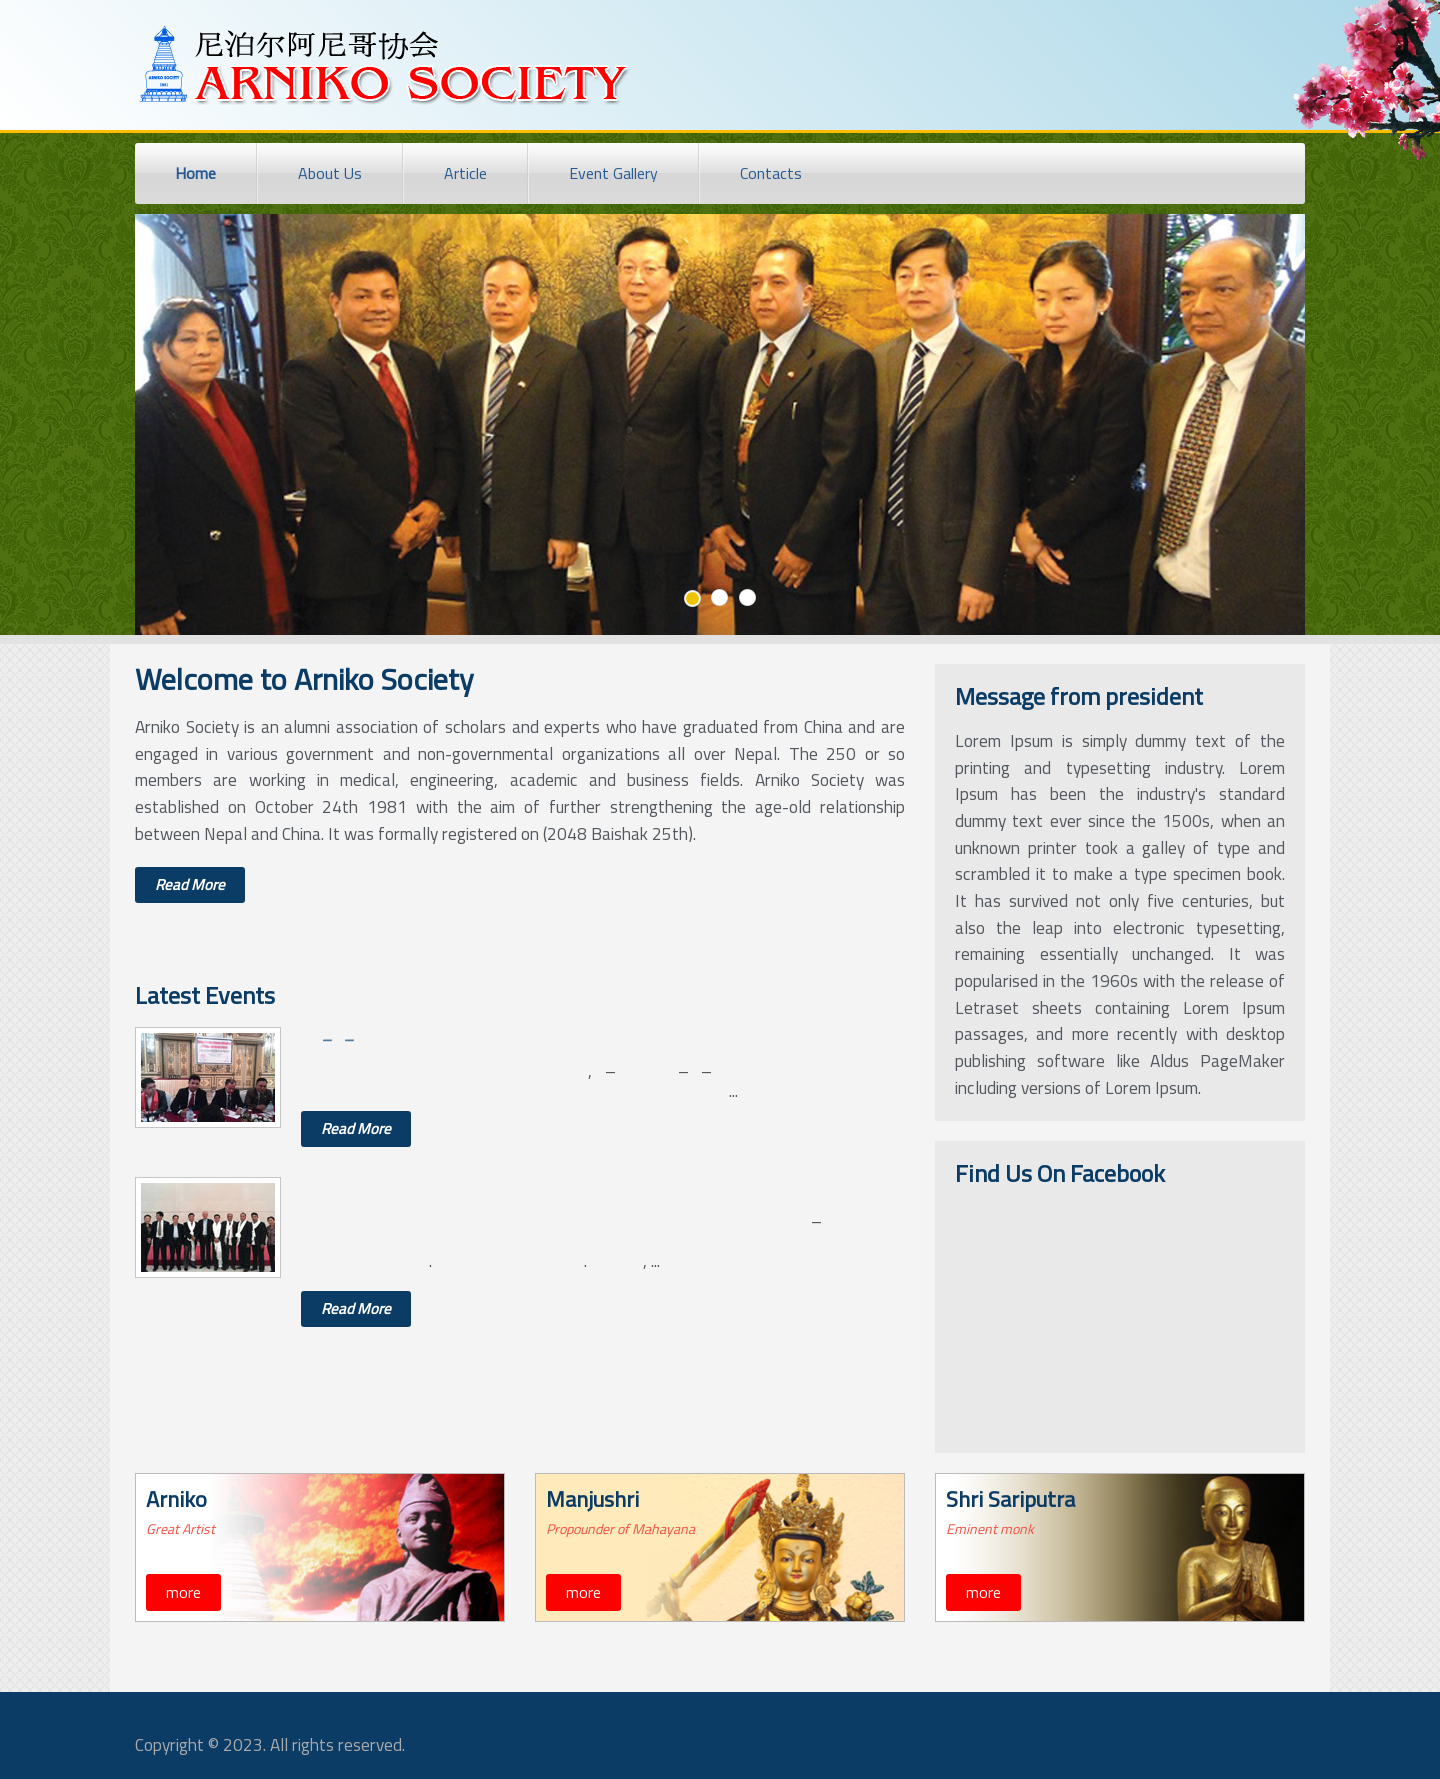 尼泊尔阿尼哥协会
ARNIKO SOCIETY
ARNIKO SOCIETY
1981
Home
About Us
Article
Event Gallery
Contacts
Welcome to Arniko Society
Arniko Society is an alumni association of scholars and experts who have graduated from China and are
engaged in various government and non-governmental organizations all over Nepal. The 250 or so
members are working in medical, engineering, academic and business fields. Arniko Society was
established on October 24th 1981 with the aim of further strengthening the age-old relationship
between Nepal and China. It was formally registered on (2048 Baishak 25th).
Read More
Latest Events
– –
, – – –
...
Read More
–
. . , ...
Read More
Message from president
Lorem Ipsum is simply dummy text of the
printing and typesetting industry. Lorem
Ipsum has been the industry's standard
dummy text ever since the 1500s, when an
unknown printer took a galley of type and
scrambled it to make a type specimen book.
It has survived not only five centuries, but
also the leap into electronic typesetting,
remaining essentially unchanged. It was
popularised in the 1960s with the release of
Letraset sheets containing Lorem Ipsum
passages, and more recently with desktop
publishing software like Aldus PageMaker
including versions of Lorem Ipsum.
Find Us On Facebook
Arniko
Great Artist
more
Manjushri
Propounder of Mahayana
more
Shri Sariputra
Eminent monk
more
Copyright © 2023. All rights reserved.